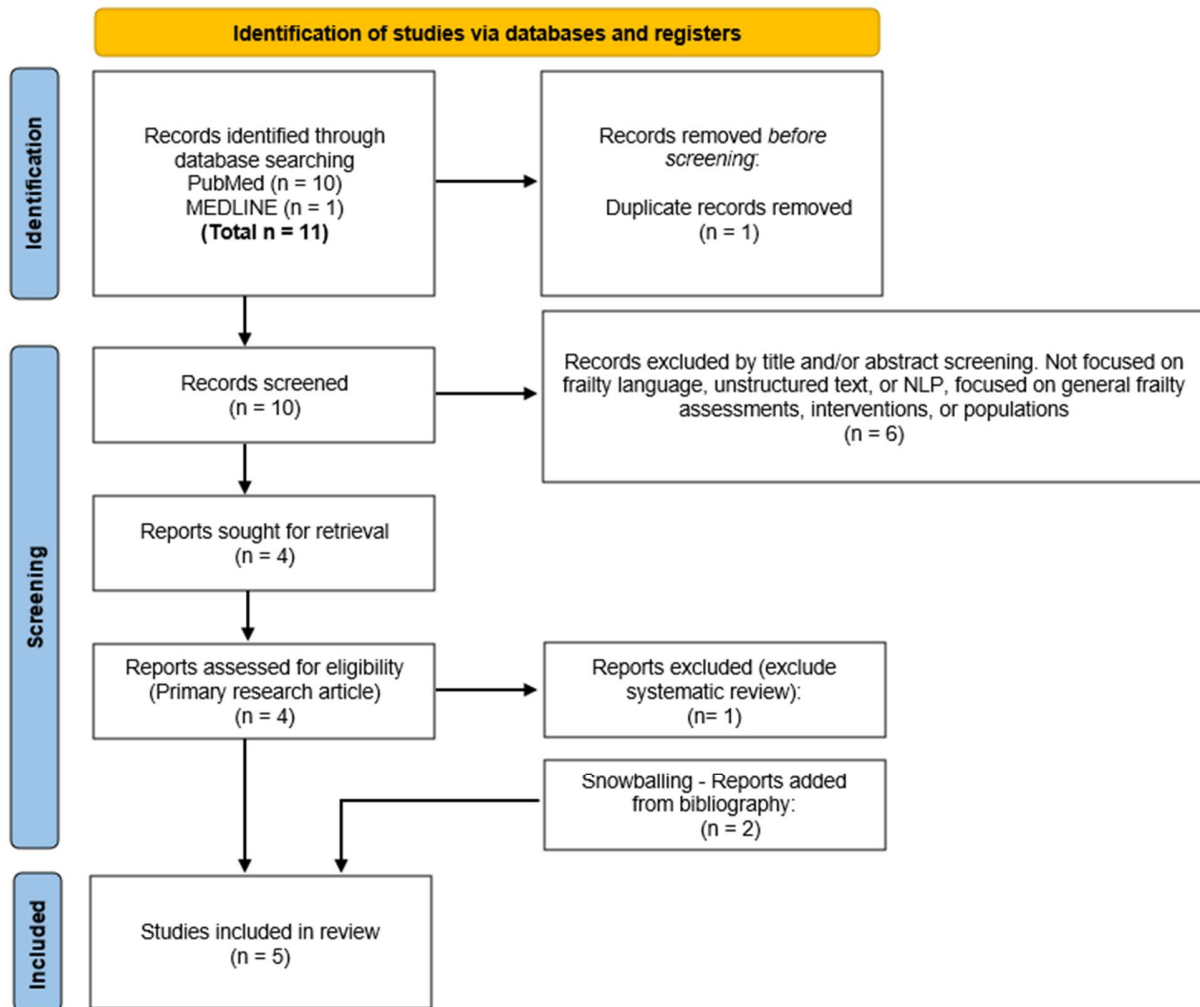 Identification of studies via databases and registers
Identification
Records identified through
database searching
PubMed (n = 10)
MEDLINE (n = 1)
(Total n = 11)
Records removed before
screening:
Duplicate records removed
(n = 1)
Screening
Records screened
(n = 10)
Records excluded by title and/or abstract screening. Not focused on
frailty language, unstructured text, or NLP, focused on general frailty
assessments, interventions, or populations
(n = 6)
Reports sought for retrieval
(n = 4)
Reports assessed for eligibility
(Primary research article)
(n = 4)
Reports excluded (exclude
systematic review):
(n= 1)
Snowballing - Reports added
from bibliography:
(n = 2)
Included
Studies included in review
(n = 5)